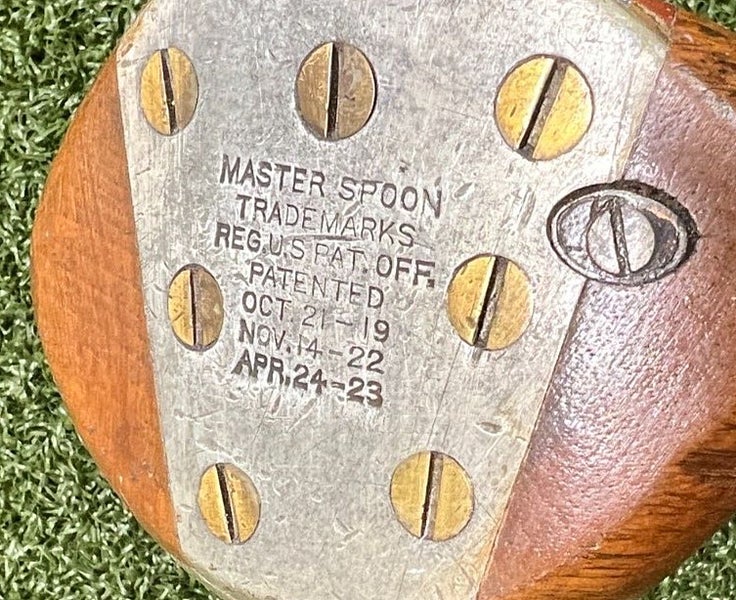 MASTER SPOON
TRADEMARKS
REG.U.S PAT. OFF.
PATENTED
OCT. 21-19
NOV. 14-22
APR. 24-23